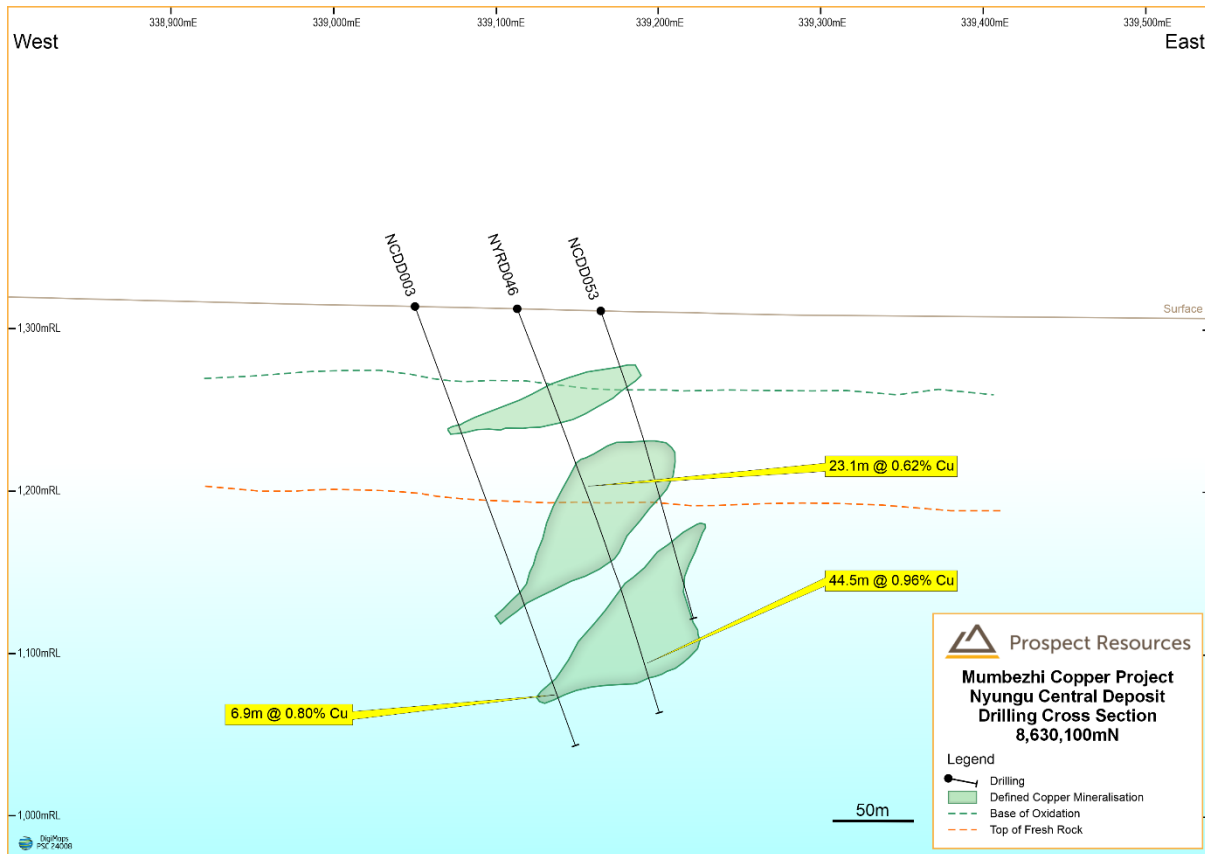 338,900mE
339,000mE
339,100mE
339,200mE
339,300mE
339,400mE
339,500mE
West
East
NCDD003
NYRD046
NCDD053
Surface
1,300mRL
1,200mRL
1,100mRL
1,000mRL
23.1m @ 0.62% Cu
44.5m @ 0.96% Cu
6.9m @ 0.80% Cu
50m
Prospect Resources
Mumbezhi Copper Project
Nyungu Central Deposit
Drilling Cross Section
8,630,100mN
Legend
Drilling
Defined Copper Mineralisation
Base of Oxidation
Top of Fresh Rock
DigiMaps
PSC 24008